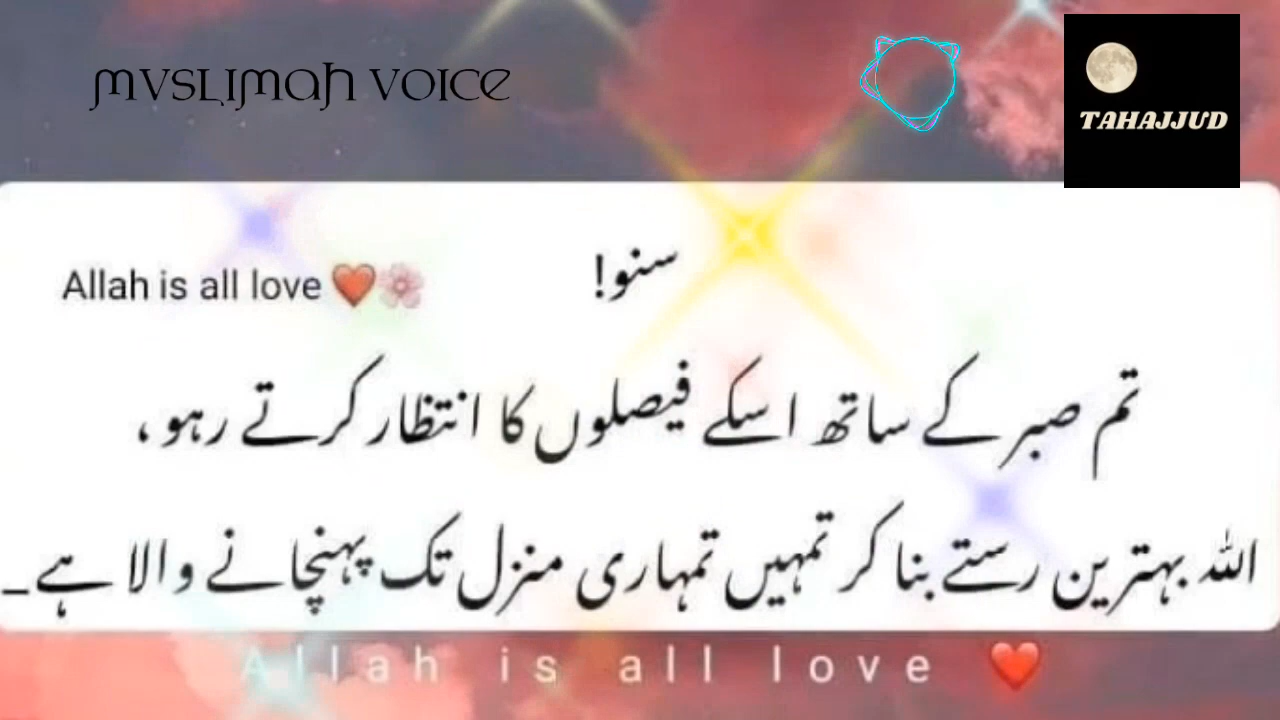 MUSLIMAH VOICE
TAHAJJUD
Allah is all love ❤️🌸
سنو!
تم صبر کے ساتھ اسکے فیصلوں کا انتظار کرتے رہو،
اللہ بہترین رستے بنا کر تمہیں تمہاری منزل تک پہنچانے والا ہے۔
Allah is all love ❤️